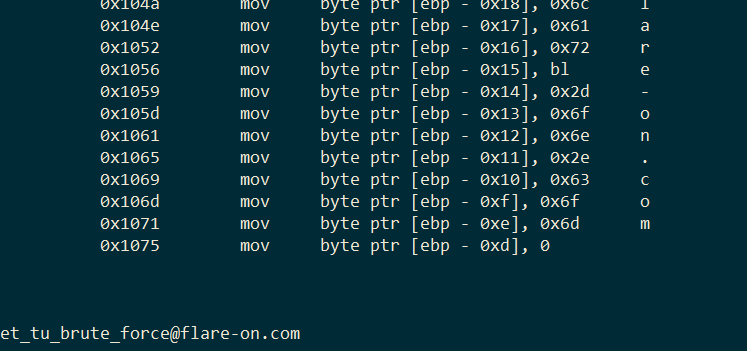 0x104a mov byte ptr [ebp - 0x18], 0x6c l
0x104e mov byte ptr [ebp - 0x17], 0x61 a
0x1052 mov byte ptr [ebp - 0x16], 0x72 r
0x1056 mov byte ptr [ebp - 0x15], bl e
0x1059 mov byte ptr [ebp - 0x14], 0x2d -
0x105d mov byte ptr [ebp - 0x13], 0x6f o
0x1061 mov byte ptr [ebp - 0x12], 0x6e n
0x1065 mov byte ptr [ebp - 0x11], 0x2e .
0x1069 mov byte ptr [ebp - 0x10], 0x63 c
0x106d mov byte ptr [ebp - 0xf], 0x6f o
0x1071 mov byte ptr [ebp - 0xe], 0x6d m
0x1075 mov byte ptr [ebp - 0xd], 0
et_tu_brute_force@flare-on.com